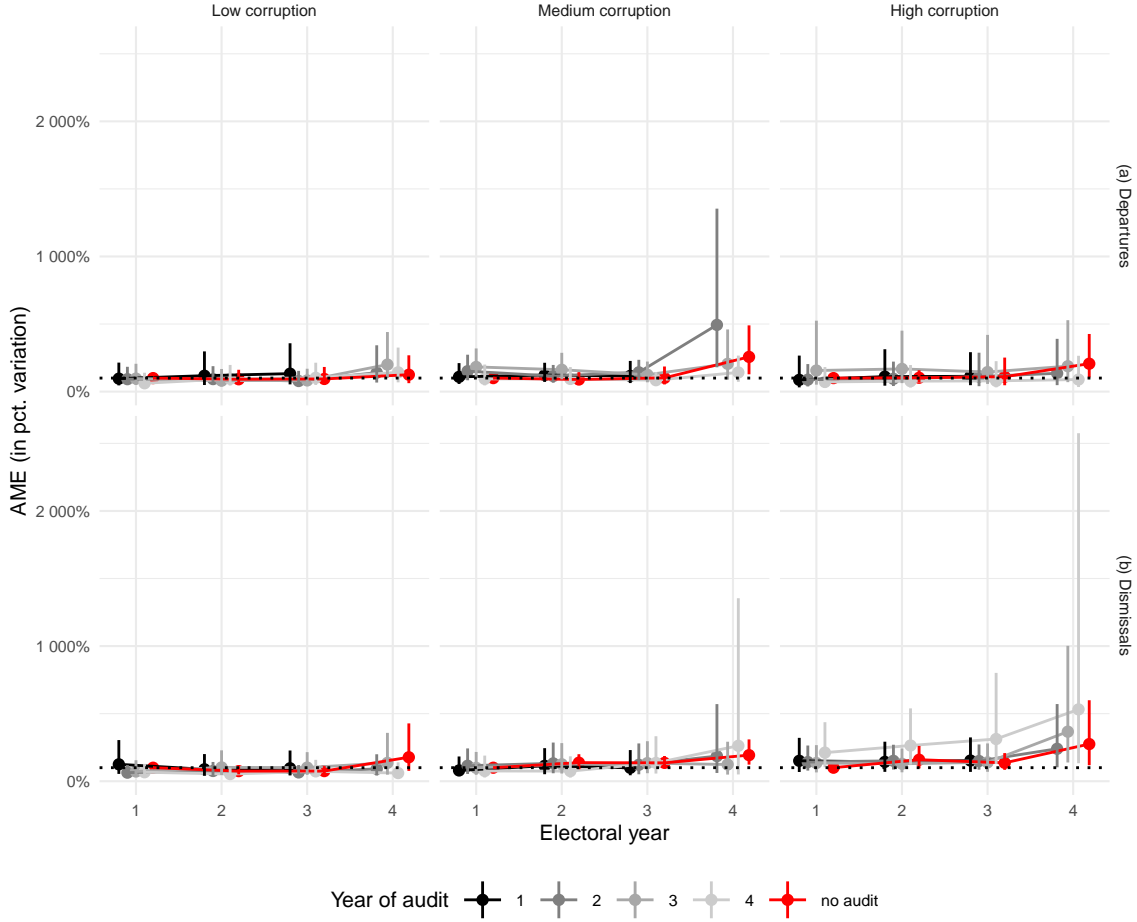 Low corruption
Medium corruption
High corruption
2 000%
1 000%
0%
(a) Departures
2 000%
1 000%
0%
(b) Dismissals
AME (in pct. variation)
1 2 3 4
1 2 3 4
1 2 3 4
Electoral year
Year of audit 1 2 3 4 no audit